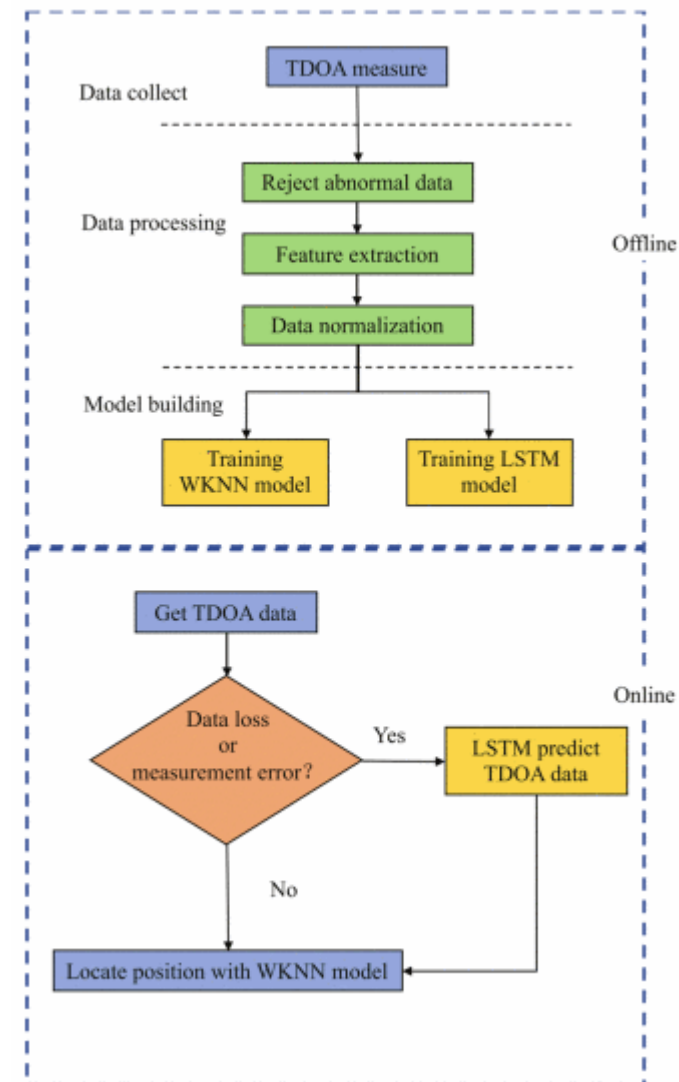 TDOA measure
Data collect
Reject abnormal data
Data processing
Feature extraction
Offline
Data normalization
Model building
Training
WKNN model
Training LSTM
model
Get TDOA data
Online
Data loss
or
measurement error?
Yes
LSTM predict
TDOA data
No
Locate position with WKNN model